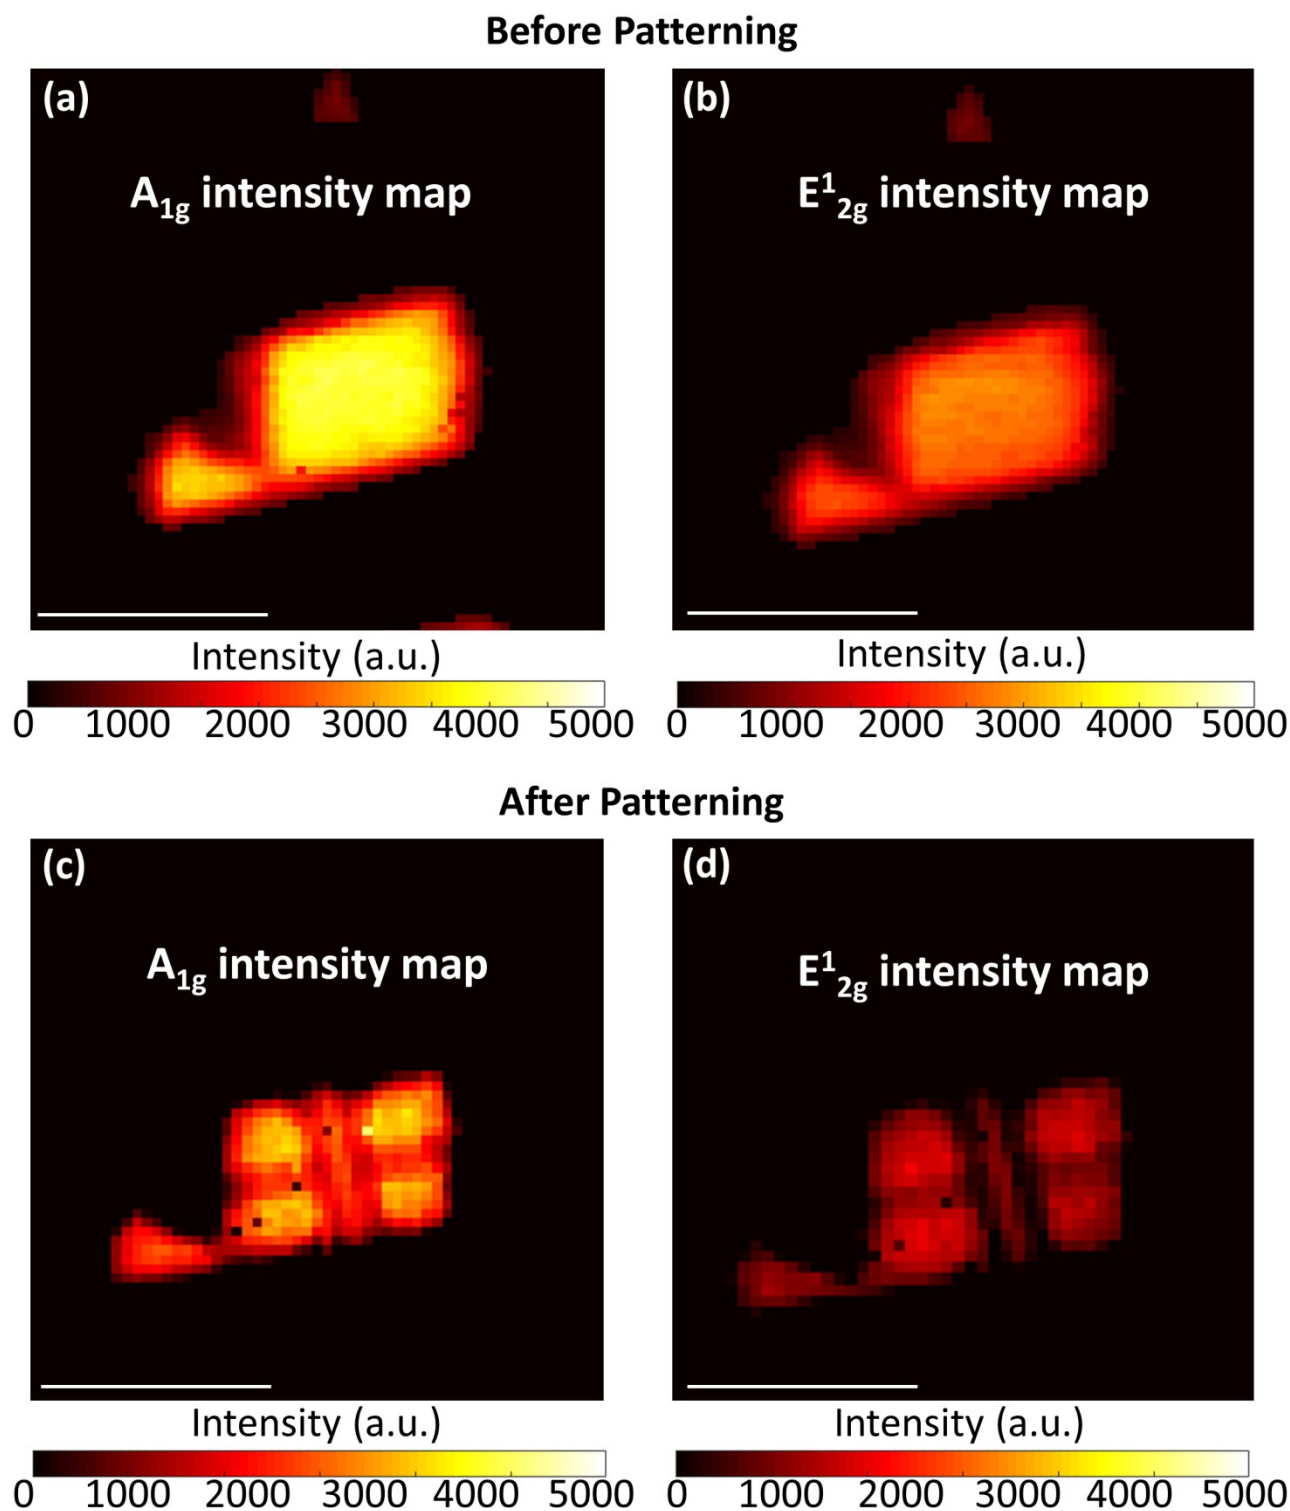 Before Patterning
(a)
A1g intensity map
(b)
E¹2g intensity map
Intensity (a.u.)
0 1000 2000 3000 4000 5000
Intensity (a.u.)
0 1000 2000 3000 4000 5000
After Patterning
(c)
A1g intensity map
(d)
E¹2g intensity map
Intensity (a.u.)
0 1000 2000 3000 4000 5000
Intensity (a.u.)
0 1000 2000 3000 4000 5000